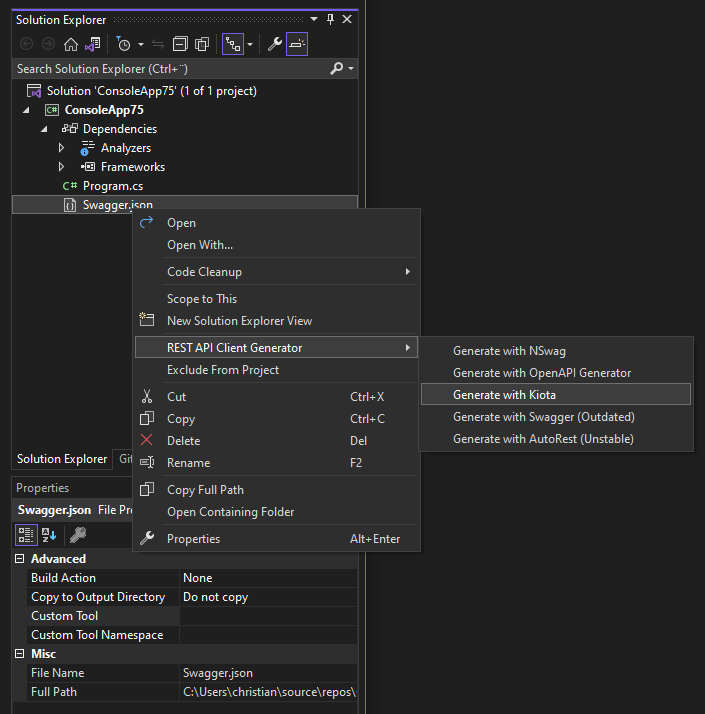 Solution Explorer
Search Solution Explorer (Ctrl+¨)
Solution 'ConsoleApp75' (1 of 1 project)
C# ConsoleApp75
Dependencies
Analyzers
Frameworks
C# Program.cs
Swagger.json
Open
Open With...
Code Cleanup
Scope to This
New Solution Explorer View
REST API Client Generator
Exclude From Project
Cut Ctrl+X
Copy Ctrl+C
Delete Del
Rename F2
Copy Full Path
Open Containing Folder
Properties Alt+Enter
Generate with NSwag
Generate with OpenAPI Generator
Generate with Kiota
Generate with Swagger (Outdated)
Generate with AutoRest (Unstable)
Solution Explorer Git
Properties
Swagger.json File Pr
Advanced
Build Action None
Copy to Output Directory Do not copy
Custom Tool
Custom Tool Namespace
Misc
File Name Swagger.json
Full Path C:\Users\christian\source\repos\